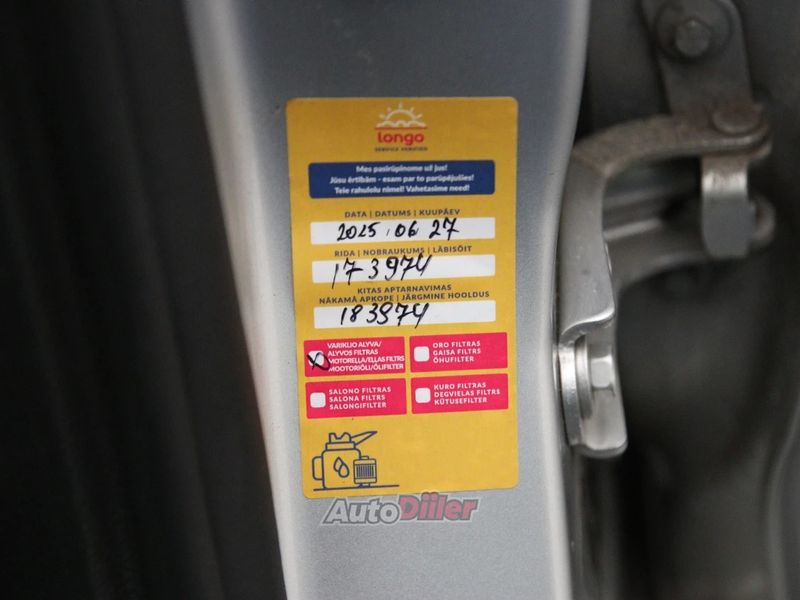 longo
SERVICE VERIFIED
Mes pasirūpinome už jus!
Jūsu ērtībām - esam par to parūpējušies!
Teie rahulolu nimel! Vahetasime need!
DATA | DATUMS | KUUPÄEV
2025.06 27
RIDA | NOBRAUKUMS | LÄBISÕIT
173974
KITAS APTARNAVIMAS
NĀKAMĀ APKOPE | JÄRGMINE HOOLDUS
183974
VARIKLIO ALYVA/
ALYVOS FILTRAS
MOTORELLA/EĻĻAS FILTRS
MOOTORIÕLI/ÕLIFILTER
ORO FILTRAS
GAISA FILTRS
ÕHUFILTER
SALONO FILTRAS
SALONA FILTRS
SALONGIFILTER
KURO FILTRAS
DEGVIELAS FILTRS
KÜTUSEFILTER
AutoDiiler